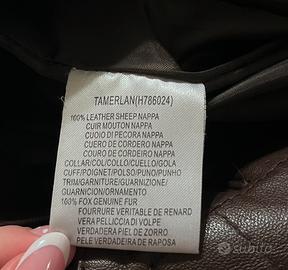 TAMERLAN(H786024)
100% LEATHER SHEEP NAPPA
CUIR MOUTON NAPPA
CUOIO DI PECORA NAPPA
CUERO DE CORDERO NAPPA
COURO DE CORDEIRO NAPPA
COLLAR/COL/CUELLO/COLLO/GOLA
CUFF/POIGNET/POLSO/PUNO/PUNHO
TRIM/GARNITURE/GUARNIZIONE/
GUARNICION/ORNAMENTO
100% FOX GENUINE FUR
FOURRURE VERITABLE DE RENARD
VERA PELLICCIA DI VOLPE
VERDADERA PIEL DE ZORRO
PELE VERDADEIRA DE RAPOSA
subito